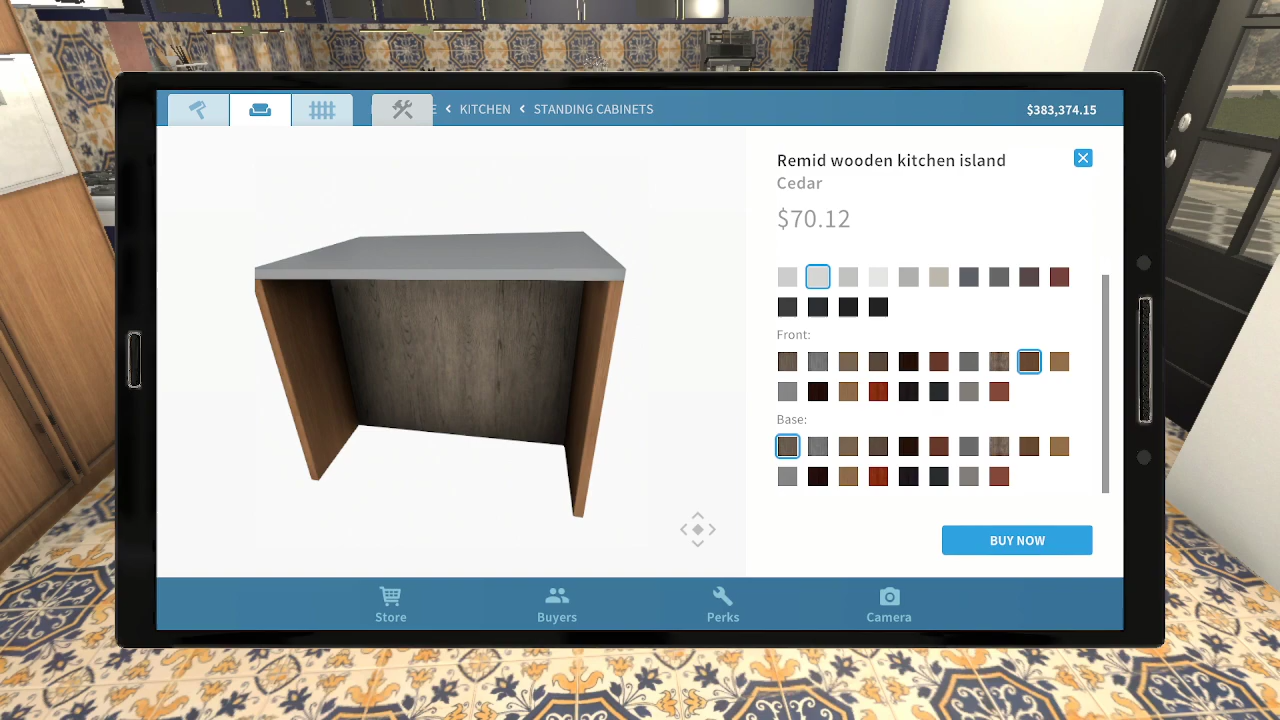 KITCHEN < STANDING CABINETS
$383,374.15
Remid wooden kitchen island
Cedar
$70.12
Front:
Base:
BUY NOW
Store
Buyers
Perks
Camera